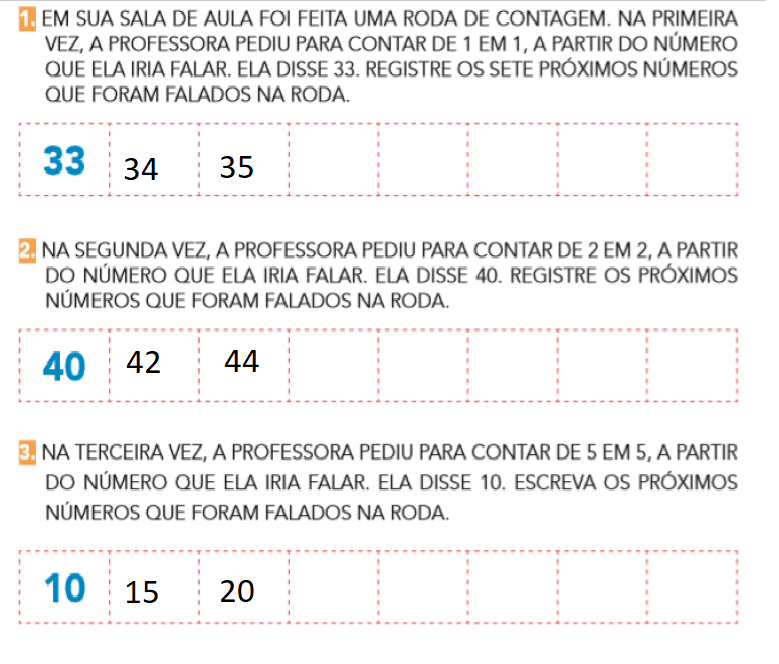 1. EM SUA SALA DE AULA FOI FEITA UMA RODA DE CONTAGEM. NA PRIMEIRA
VEZ, A PROFESSORA PEDIU PARA CONTAR DE 1 EM 1, A PARTIR DO NÚMERO
QUE ELA IRIA FALAR. ELA DISSE 33. REGISTRE OS SETE PRÓXIMOS NÚMEROS
QUE FORAM FALADOS NA RODA.
33 34 35
2. NA SEGUNDA VEZ, A PROFESSORA PEDIU PARA CONTAR DE 2 EM 2, A PARTIR
DO NÚMERO QUE ELA IRIA FALAR. ELA DISSE 40. REGISTRE OS PRÓXIMOS
NÚMEROS QUE FORAM FALADOS NA RODA.
40 42 44
3. NA TERCEIRA VEZ, A PROFESSORA PEDIU PARA CONTAR DE 5 EM 5, A PARTIR
DO NÚMERO QUE ELA IRIA FALAR. ELA DISSE 10. ESCREVA OS PRÓXIMOS
NÚMEROS QUE FORAM FALADOS NA RODA.
10 15 20